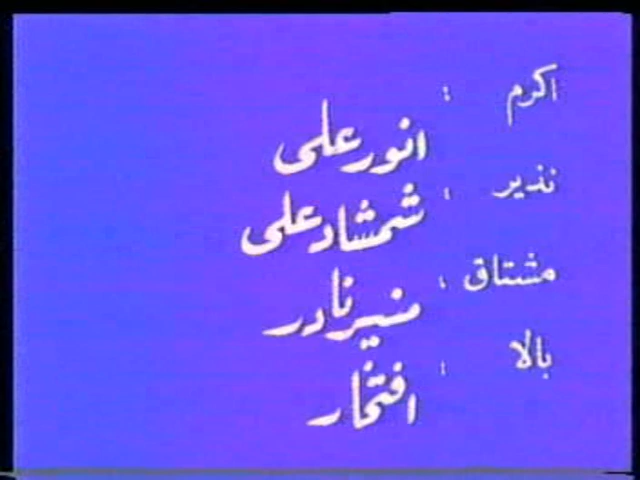 اکرم :
انور علی
نذیر :
شمشاد علی
مشتاق :
منیر نادر
بالا :
افتخار